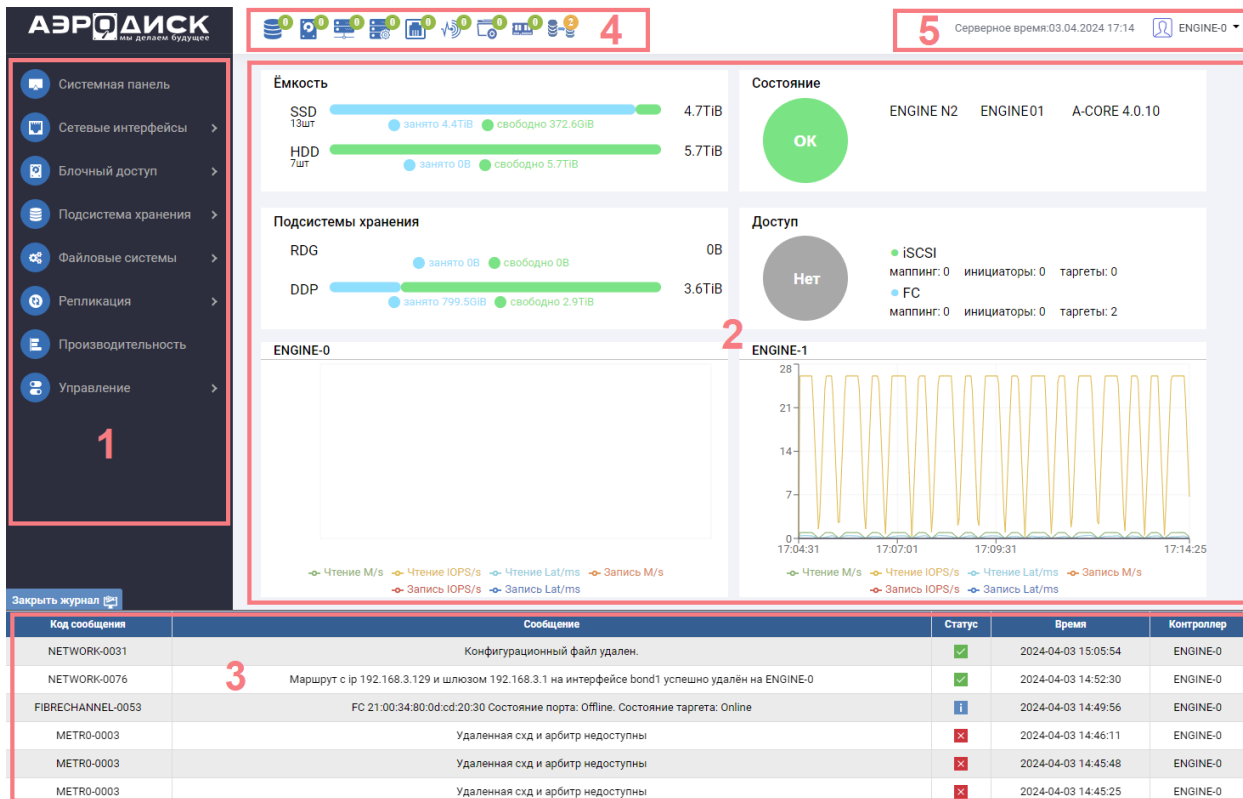 АЭРОДИСК
мы делаем будущее
0 0 0 0 0 0 0 0 2
4
5
Серверное время:03.04.2024 17:14 ENGINE-0
Системная панель
Сетевые интерфейсы
Блочный доступ
Подсистема хранения
Файловые системы
Репликация
Производительность
Управление
1
Ёмкость
SSD 4.7TiB
13шт занято 4.4TiB свободно 372.6GiB
HDD 5.7TiB
7шт занято 0B свободно 5.7TiB
Состояние
OK
ENGINE N2 ENGINE01 A-CORE 4.0.10
Подсистемы хранения
RDG 0B
занято 0B свободно 0B
DDP 3.6TiB
занято 799.5GiB свободно 2.9TiB
Доступ
Нет
iSCSI
маппинг: 0 инициаторы: 0 таргеты: 0
FC
маппинг: 0 инициаторы: 0 таргеты: 2
2
ENGINE-0
Чтение M/s Чтение IOPS/s Чтение Lat/ms Запись M/s
Запись IOPS/s Запись Lat/ms
ENGINE-1
28
21
14
7
0
17:04:31 17:07:01 17:09:31 17:14:25
Чтение M/s Чтение IOPS/s Чтение Lat/ms Запись M/s
Запись IOPS/s Запись Lat/ms
Закрыть журнал
Код сообщения Сообщение Статус Время Контроллер
NETWORK-0031 Конфигурационный файл удален. 2024-04-03 15:05:54 ENGINE-0
3
NETWORK-0076 Маршрут с ip 192.168.3.129 и шлюзом 192.168.3.1 на интерфейсе bond1 успешно удалён на ENGINE-0 2024-04-03 14:52:30 ENGINE-0
FIBRECHANNEL-0053 FC 21:00:34:80:0d:cd:20:30 Состояние порта: Offline. Состояние таргета: Online 2024-04-03 14:49:56 ENGINE-0
METR0-0003 Удаленная схд и арбитр недоступны 2024-04-03 14:46:11 ENGINE-0
METR0-0003 Удаленная схд и арбитр недоступны 2024-04-03 14:45:48 ENGINE-0
METR0-0003 Удаленная схд и арбитр недоступны 2024-04-03 14:45:25 ENGINE-0